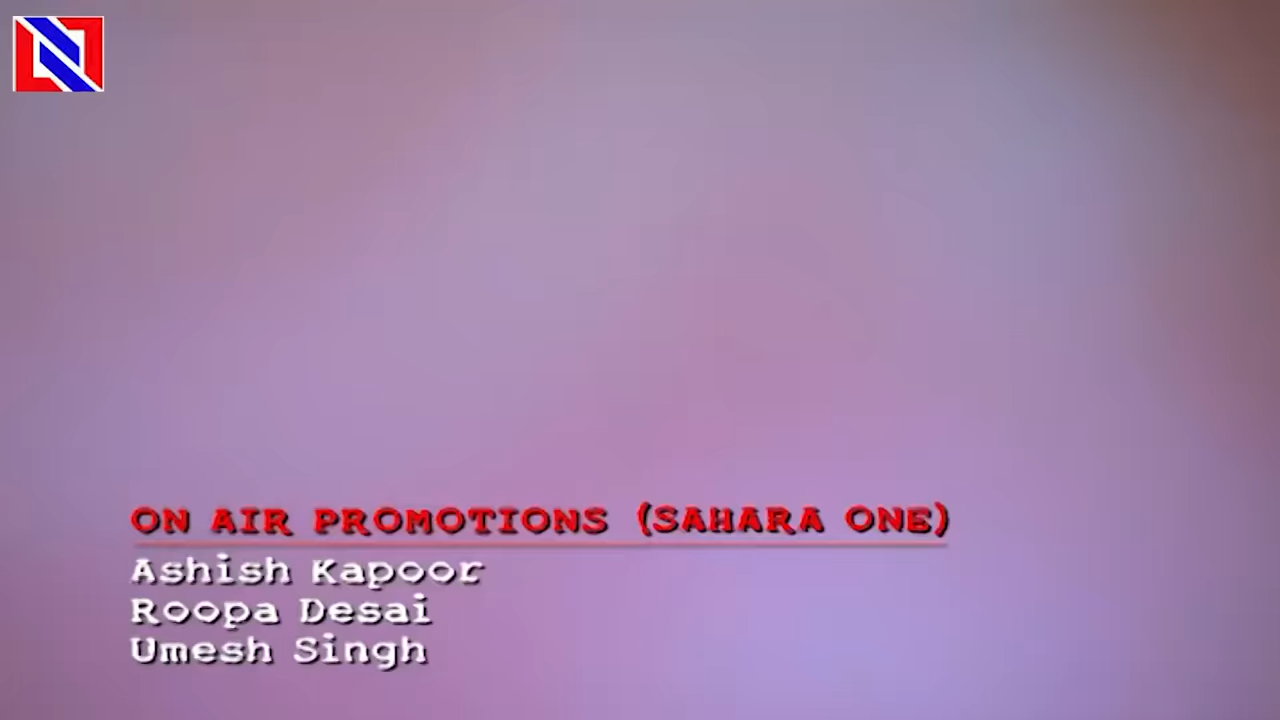 ON AIR PROMOTIONS (SAHARA ONE)
Ashish Kapoor
Roopa Desai
Umesh Singh